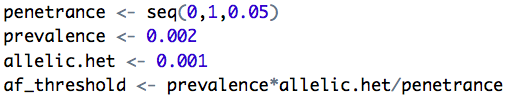 penetrance <- seq(0,1,0.05)
prevalence <- 0.002
allelic.het <- 0.001
af_threshold <- prevalence*allelic.het/penetrance